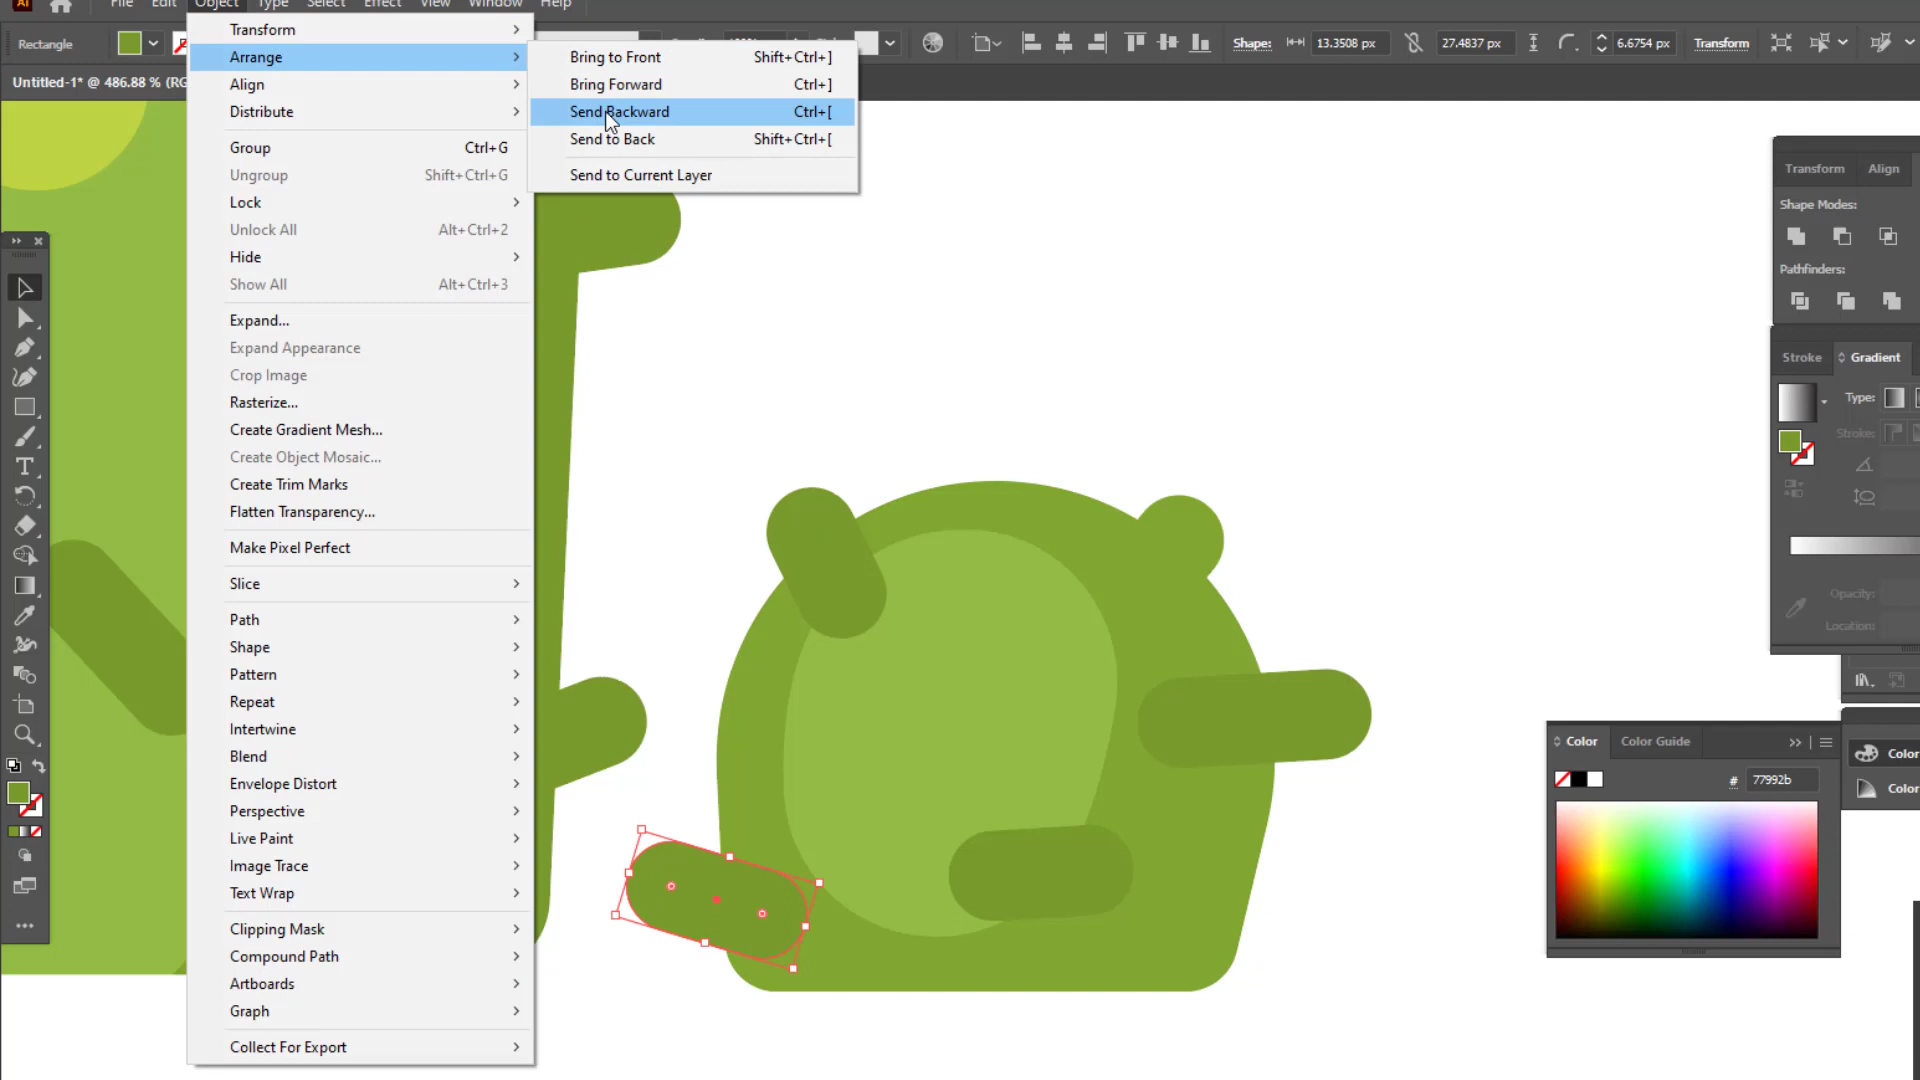 Ai File Edit Object Type Select Effect View Window Help
Rectangle
Shape: 13.3508 px 27.4837 px 6.6754 px Transform
Untitled-1* @ 486.88 % (RG
Transform
Arrange
Align
Distribute
Group Ctrl+G
Ungroup Shift+Ctrl+G
Lock
Unlock All Alt+Ctrl+2
Hide
Show All Alt+Ctrl+3
Expand...
Expand Appearance
Crop Image
Rasterize...
Create Gradient Mesh...
Create Object Mosaic...
Create Trim Marks
Flatten Transparency...
Make Pixel Perfect
Slice
Path
Shape
Pattern
Repeat
Intertwine
Blend
Envelope Distort
Perspective
Live Paint
Image Trace
Text Wrap
Clipping Mask
Compound Path
Artboards
Graph
Collect For Export
Bring to Front Shift+Ctrl+]
Bring Forward Ctrl+]
Send Backward Ctrl+[
Send to Back Shift+Ctrl+[
Send to Current Layer
Transform Align
Shape Modes:
Pathfinders:
Stroke Gradient
Type:
Stroke:
Opacity:
Location:
Color Color Guide
# 77992b
Color
Color